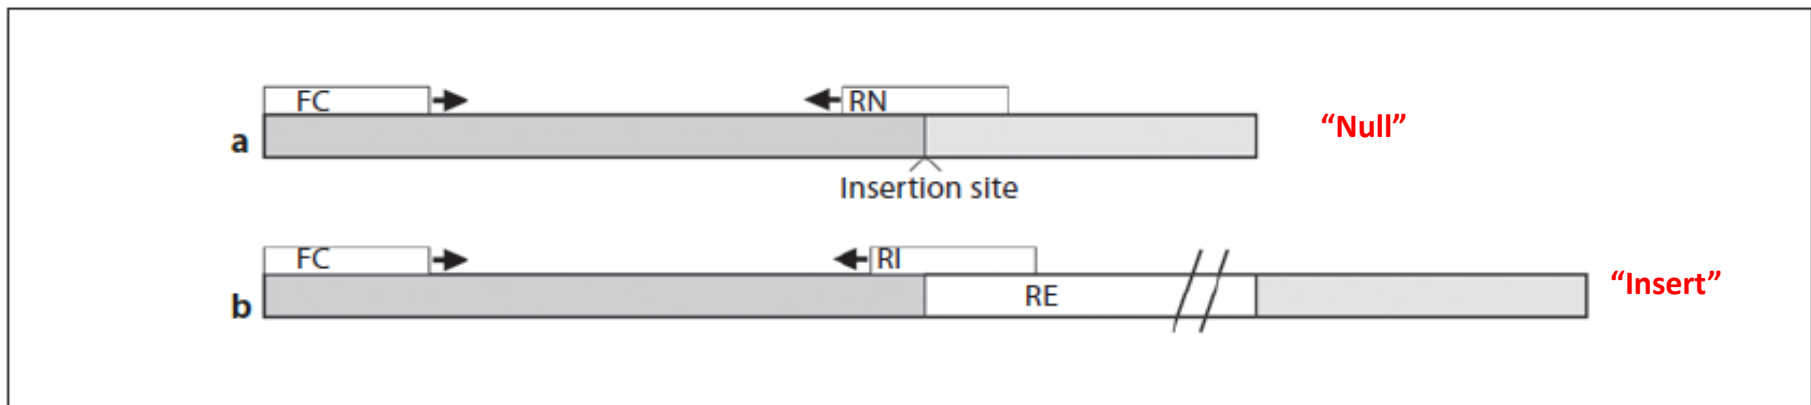 FC
RN
a
"Null"
Insertion site
FC
RI
b
RE
"Insert"